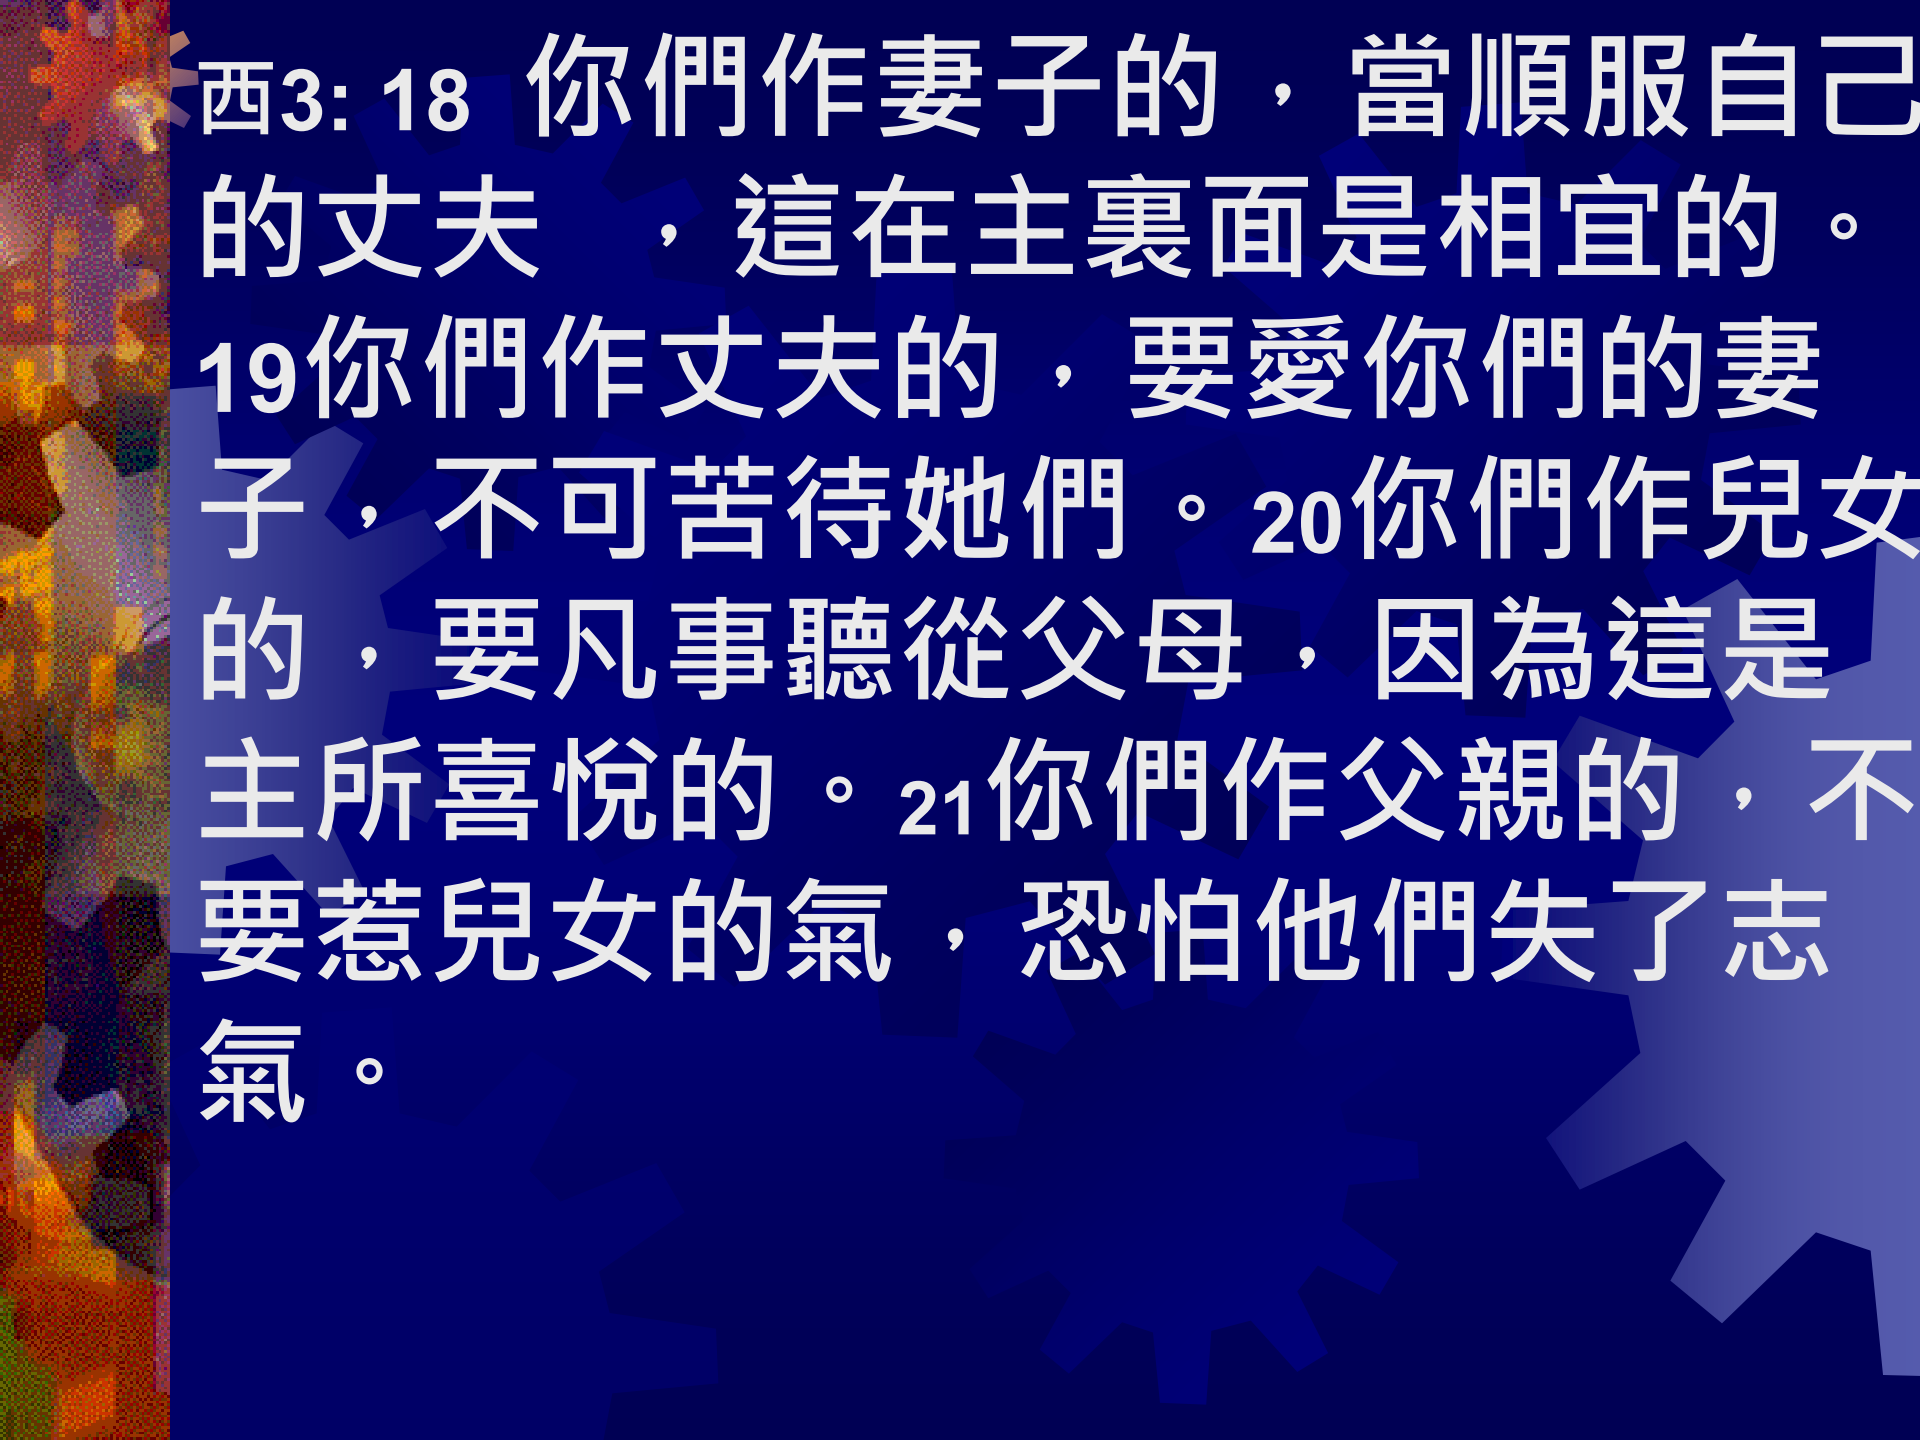 西3: 18 你們作妻子的，當順服自己
的丈夫 ，這在主裏面是相宜的。
19你們作丈夫的，要愛你們的妻
子，不可苦待她們。20你們作兒女
的，要凡事聽從父母，因為這是
主所喜悅的。21你們作父親的，不
要惹兒女的氣，恐怕他們失了志
氣。